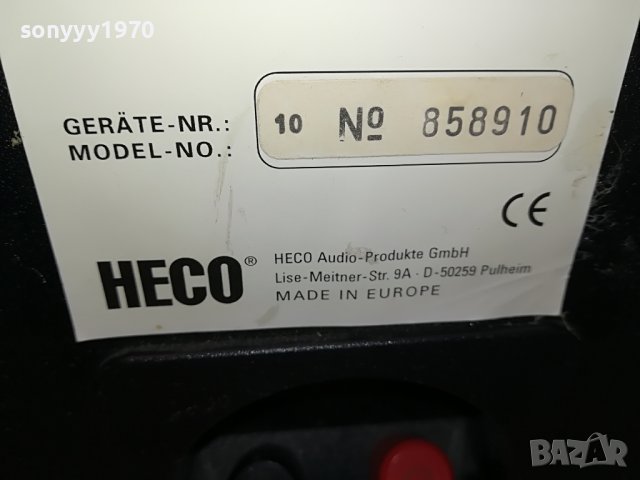 sonyyy1970
GERÄTE-NR.:
MODEL-NO.:
10 Nº 858910
CE
HECO®
HECO Audio-Produkte GmbH
Lise-Meitner-Str. 9A · D-50259 Pulheim
MADE IN EUROPE
BAZAR